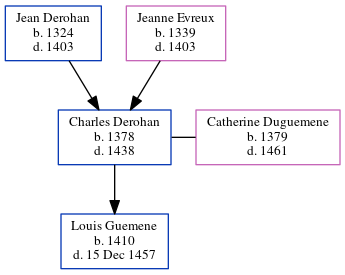 Jean Derohan
b. 1324
d. 1403
Jeanne Evreux
b. 1339
d. 1403
Charles Derohan
b. 1378
d. 1438
Catherine Duguemene
b. 1379
d. 1461
Louis Guemene
b. 1410
d. 15 Dec 1457